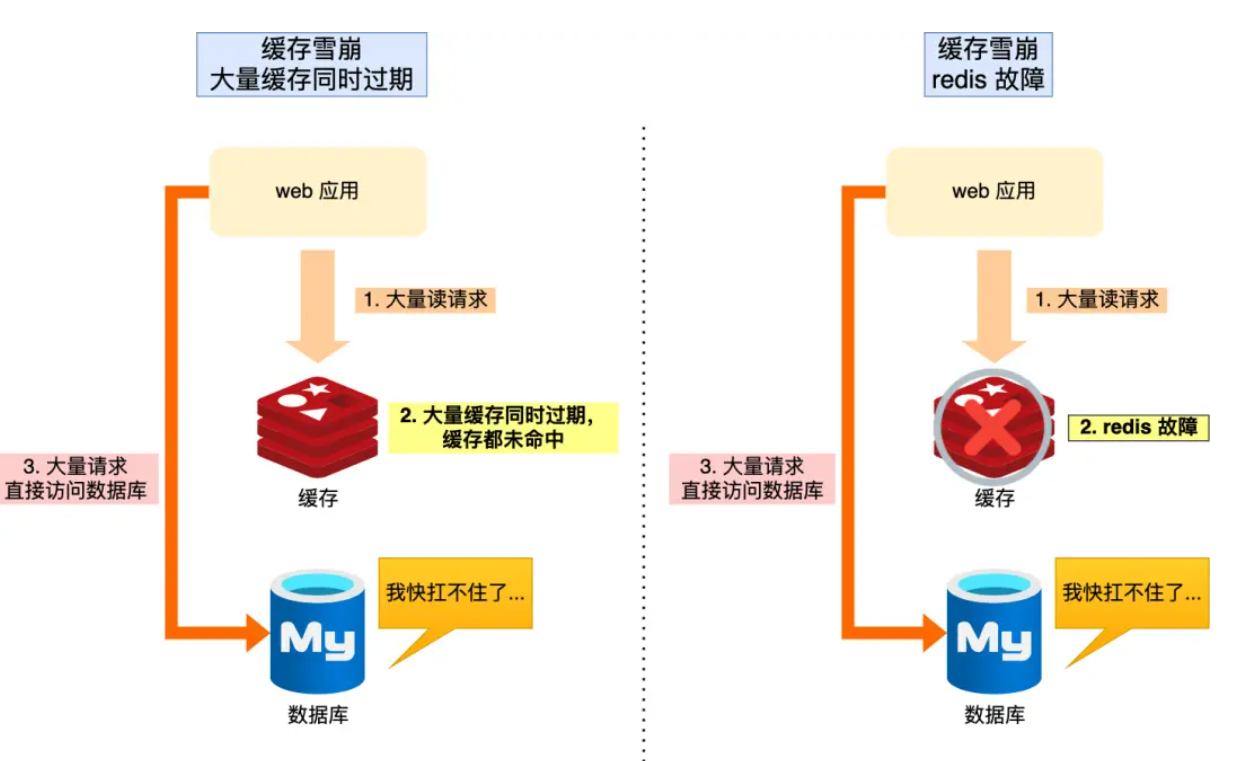 缓存雪崩
大量缓存同时过期
web 应用
1. 大量读请求
2. 大量缓存同时过期，
缓存都未命中
缓存
3. 大量请求
直接访问数据库
我快扛不住了...
My
数据库
缓存雪崩
redis 故障
web 应用
1. 大量读请求
2. redis 故障
缓存
3. 大量请求
直接访问数据库
我快扛不住了...
My
数据库